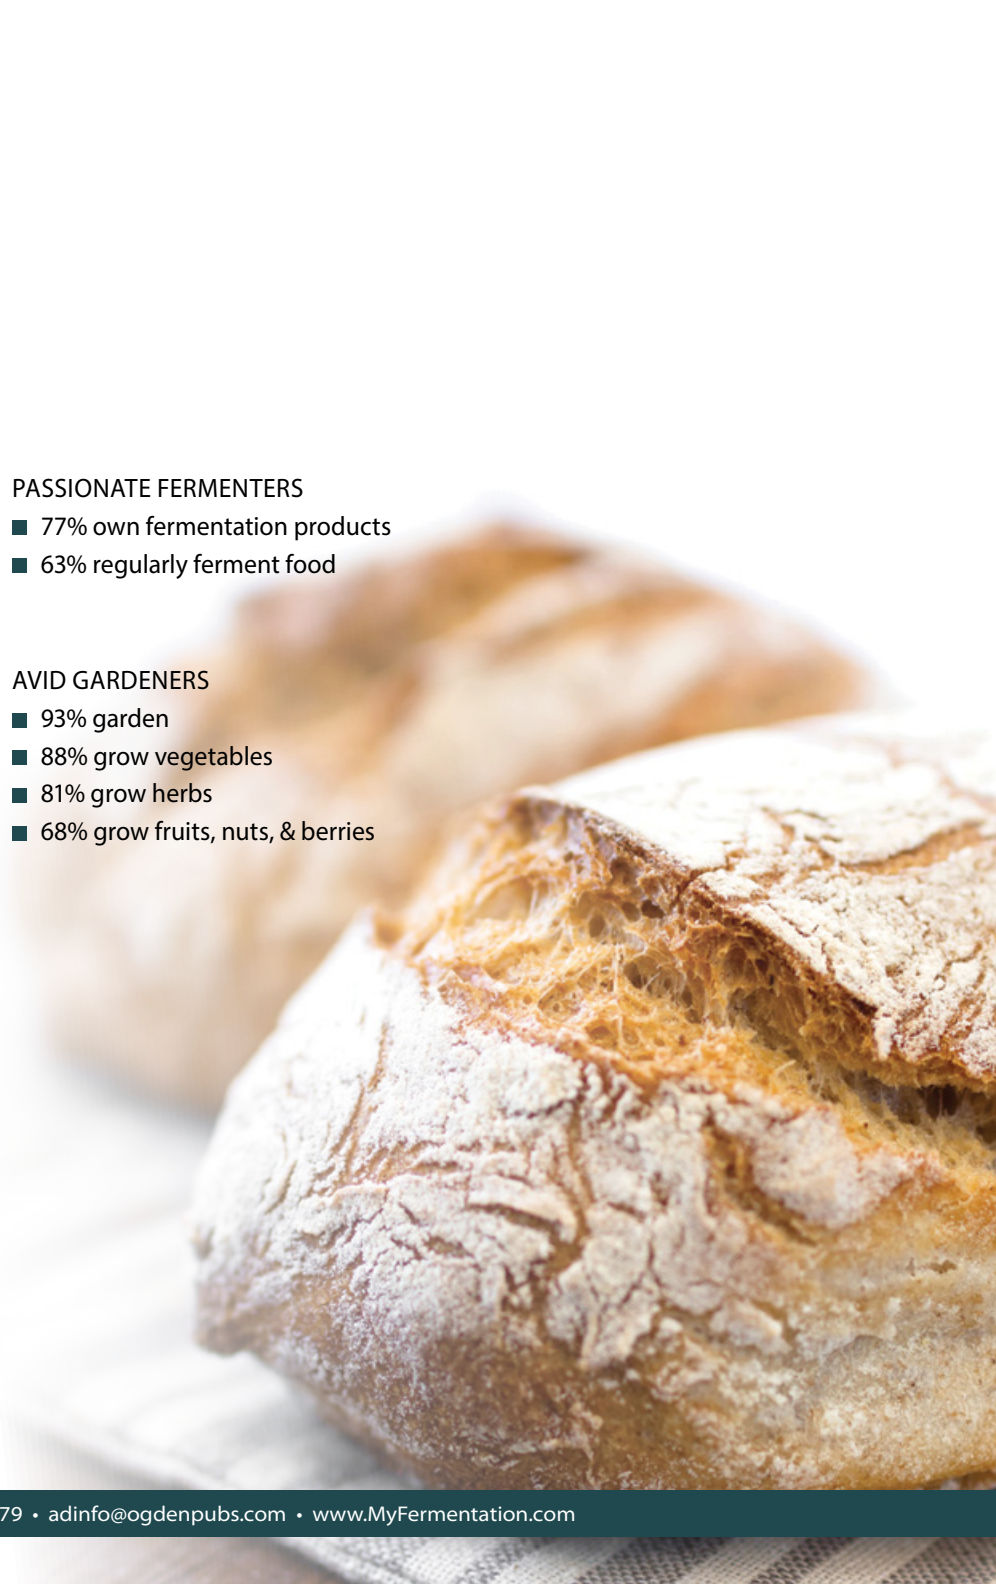 PASSIONATE FERMENTERS
■ 77% own fermentation products
■ 63% regularly ferment food
AVID GARDENERS
■ 93% garden
■ 88% grow vegetables
■ 81% grow herbs
■ 68% grow fruits, nuts, & berries
79 • adinfo@ogdenpubs.com • www.MyFermentation.com